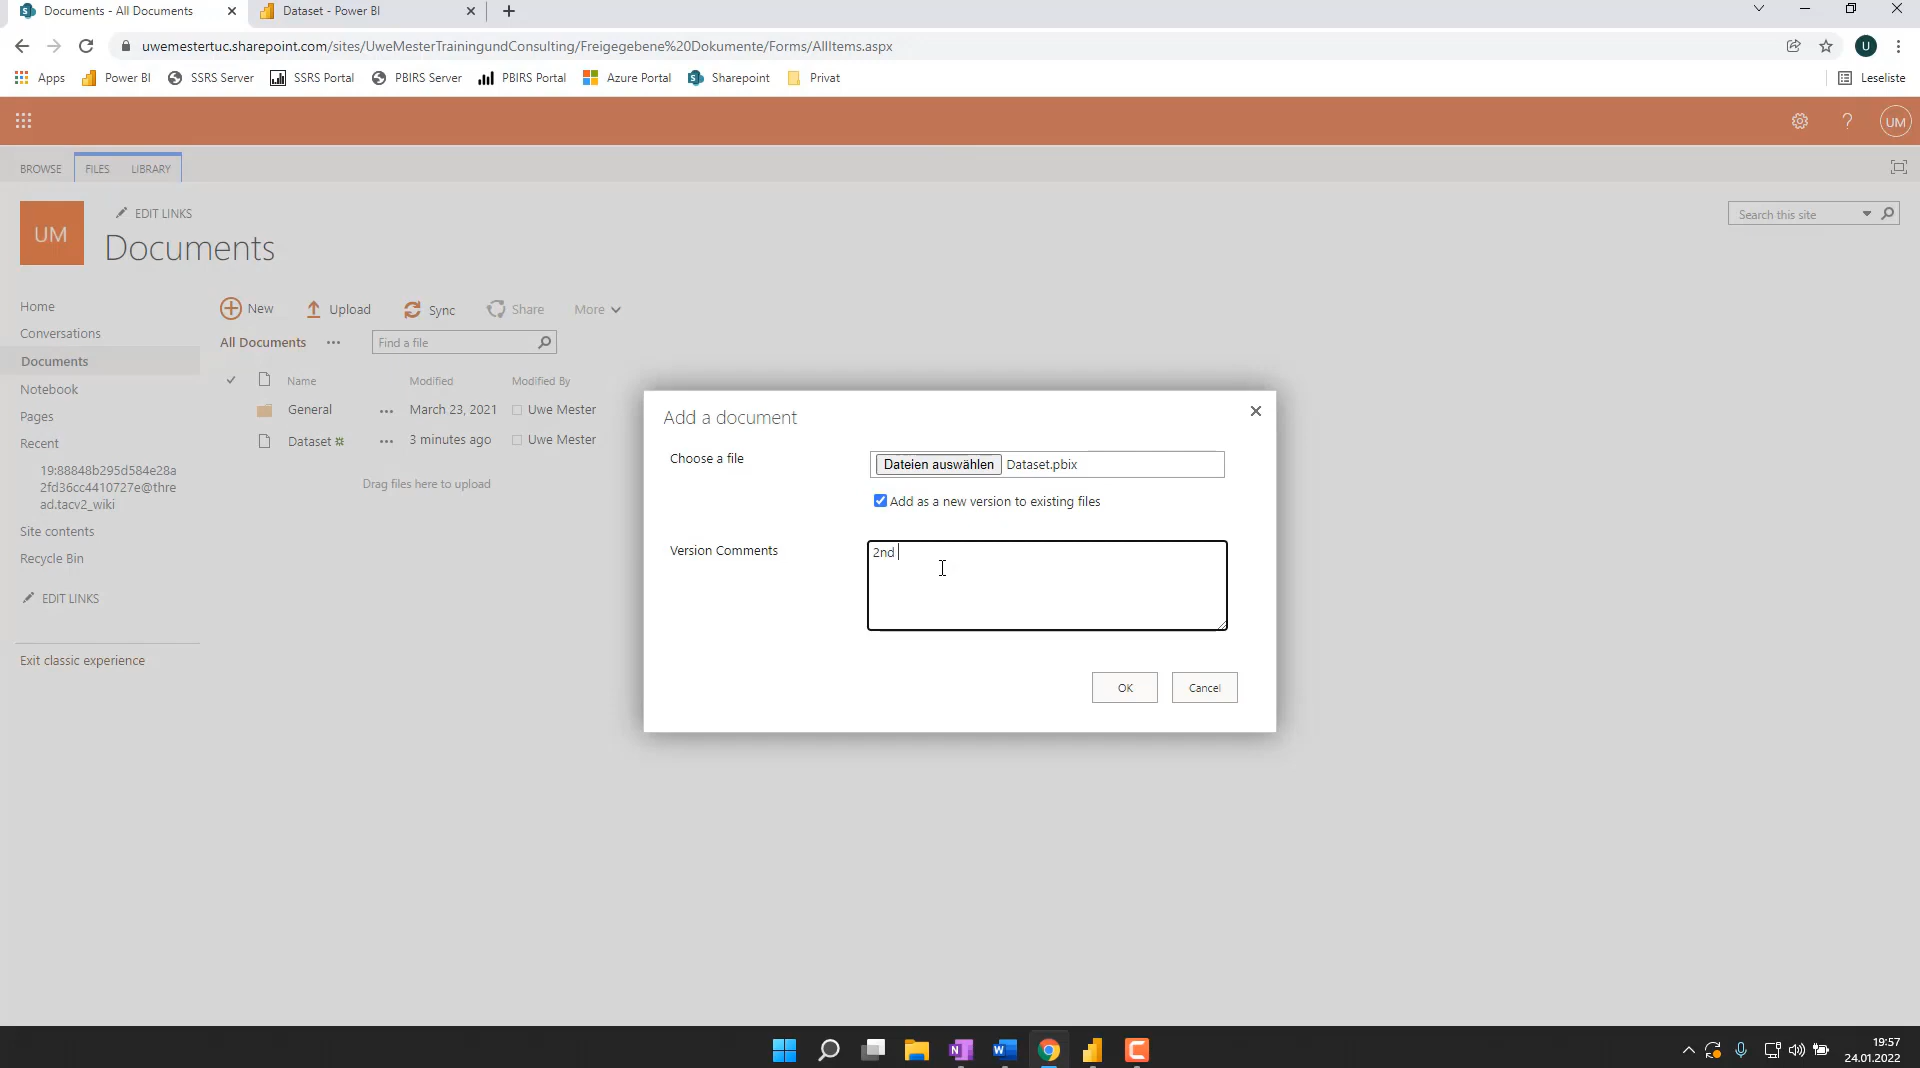 Documents - All Documents
Dataset - Power BI
uwemestertuc.sharepoint.com/sites/UweMesterTrainingundConsulting/Freigegebene%20Dokumente/Forms/AllItems.aspx
U
Apps Power BI SSRS Server SSRS Portal PBIRS Server PBIRS Portal Azure Portal Sharepoint Privat Leseliste
UM
BROWSE FILES LIBRARY
UM
EDIT LINKS
Search this site
Documents
Home
Conversations
Documents
Notebook
Pages
Recent
19:88848b295d584e28a
2fd36cc4410727e@thre
ad.tacv2_wiki
Site contents
Recycle Bin
EDIT LINKS
Exit classic experience
New Upload Sync Share More
All Documents ··· Find a file
Name Modified Modified By
General ··· March 23, 2021 Uwe Mester
Dataset ··· 3 minutes ago Uwe Mester
Drag files here to upload
Add a document
Choose a file
Dateien auswählen Dataset.pbix
Add as a new version to existing files
Version Comments
2nd
OK Cancel
19:57
24.01.2022